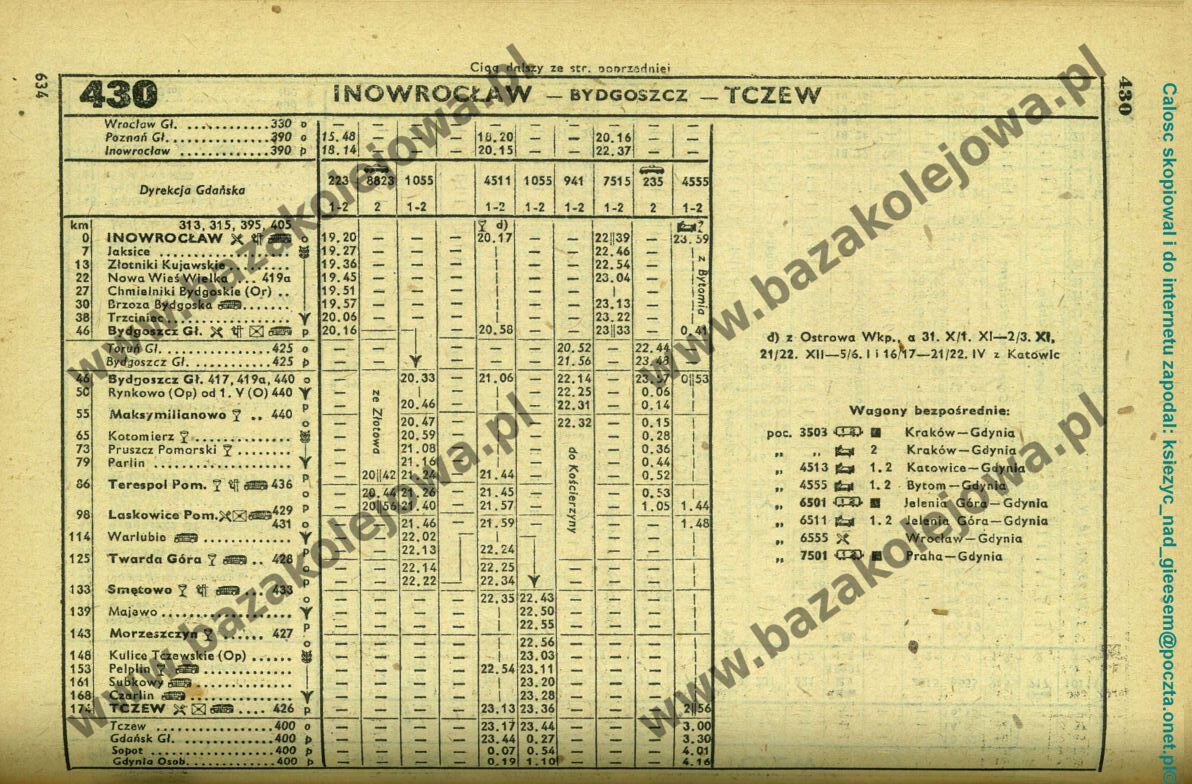 Ciąg dalszy ze str. poprzedniej
634
430 INOWROCŁAW — BYDGOSZCZ — TCZEW 430
Wrocław Gł. 330 o — — — — — — — — —
Poznań Gł. 390 o 15.48 — — 18.20 — — 20.16 — —
Inowrocław 390 p 18.14 — — 20.15 — — 22.37 — —
Dyrekcja Gdańska 223 8823 1055 4511 1055 941 7515 235 4555
1-2 2 1-2 1-2 1-2 1-2 1-2 2 1-2
km 313, 315, 395, 405 d)
0 INOWROCŁAW o 19.20 — — 20.17 — — 22 39 — 23.59
7 Jaksice 19.27 — — — — 22.46 —
13 Złotniki Kujawskie 19.36 — — — — 22.54 —
22 Nowa Wieś Wielka 419a 19.45 — — — — 23.04 —
27 Chmielniki Bydgoskie (Or) 19.51 — — — — —
30 Brzoza Bydgoska 19.57 — — — — 23.13 —
38 Trzciniec 20.06 — — — — 23.22 —
46 Bydgoszcz Gł. p 20.16 20.58 — — 23 33 — 0.41
z Bytomia
Toruń Gł. 425 o — — — — 20.52 — 22.44
Bydgoszcz Gł. 425 p — — — — 21.56 — 23.48
46 Bydgoszcz Gł. 417, 419a, 440 o — 20.33 21.06 — 22.14 — 23.57 0 53
50 Rynkowo (Op) od 1. V (O) 440 — — 22.25 — 0.06
55 Maksymilianowo 440 p — 20.46 — 22.31 — 0.14
o — 20.47 — 22.32 — 0.15
65 Kotomierz — 20.59 — — 0.28
73 Pruszcz Pomorski — 21.08 — — 0.36
79 Parlin — 21.16 — — 0.44
86 Terespol Pom. 436 p — 20 42 21.24 21.44 — — 0.52
o — 20.44 21.26 21.45 — — 0.53
98 Laskowice Pom. 429 p — 20 56 21.40 21.57 — — 1.05 1.44
431 o — — 21.46 21.59 — — — 1.48
ze Złotowa
do Kościerzyny
114 Warlubie — — 22.02 — — —
125 Twarda Góra 428 p — — 22.13 22.24 — — —
o — — 22.14 22.25 — — —
133 Smętowo 433 p — — 22.22 22.34 — — —
o — — — 22.35 22.43 — — —
139 Majewo — — — 22.50 — — —
143 Morzeszczyn 427 p — — — 22.55 — — —
o — — — 22.56 — — —
148 Kulice Tczewskie (Op) — — — 23.03 — — —
153 Pelplin — — — 22.54 23.11 — — —
161 Subkowy — — — 23.20 — — —
168 Czarlin — — — 23.28 — — —
174 TCZEW 426 p — — — 23.13 23.36 — — — 2 56
Tczew 400 o — — — 23.17 23.44 — — — 3.00
Gdańsk Gł. 400 p — — — 23.44 0.27 — — — 3.30
Sopot 400 p — — — 0.07 0.54 — — — 4.01
Gdynia Osob. 400 p — — — 0.19 1.10 — — — 4.16
d) z Ostrowa Wkp., a 31. X/1. XI—2/3. XI,
21/22. XII—5/6. I i 16/17—21/22. IV z Katowic
Wagony bezpośrednie:
poc. 3503 Kraków—Gdynia
„ „ 2 Kraków—Gdynia
„ 4513 1.2 Katowice—Gdynia
„ 4555 1.2 Bytom—Gdynia
„ 6501 Jelenia Góra—Gdynia
„ 6511 1.2 Jelenia Góra—Gdynia
„ 6555 Wrocław—Gdynia
„ 7501 Praha—Gdynia
www.bazakolejowa.pl
www.bazakolejowa.pl
www.bazakolejowa.pl
www.bazakolejowa.pl
Calosc skopiowal i do internetu zapodal: ksiezyc_nad_gieesem@poczta.onet.pl©